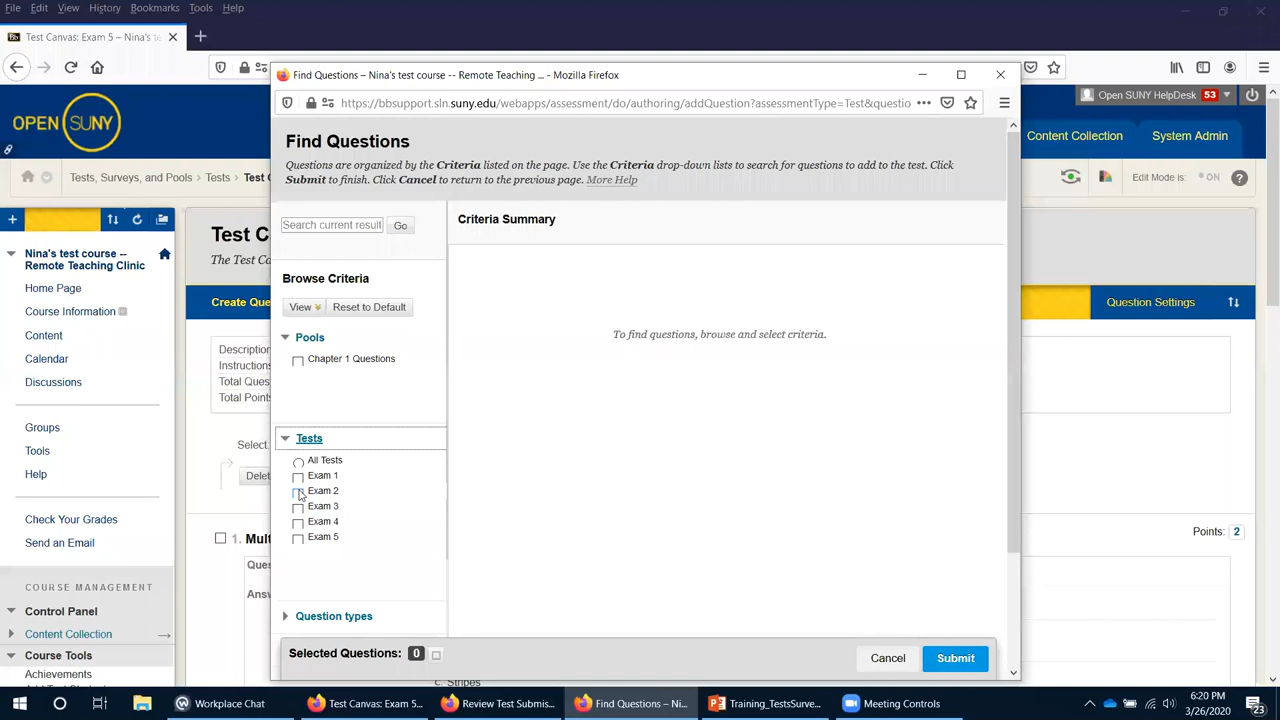 File Edit View History Bookmarks Tools Help
Bb Test Canvas: Exam 5 – Nina's te
Find Questions – Nina's test course -- Remote Teaching ... - Mozilla Firefox
https://bbsupport.sln.suny.edu/webapps/assessment/do/authoring/addQuestion?assessmentType=Test&questio
OPEN SUNY
Open SUNY HelpDesk 53
Content Collection System Admin
Find Questions
Questions are organized by the Criteria listed on the page. Use the Criteria drop-down lists to search for questions to add to the test. Click
Submit to finish. Click Cancel to return to the previous page. More Help
Tests, Surveys, and Pools Tests Test C
Edit Mode is: ON ?
Search current result Go
Criteria Summary
Nina's test course --
Remote Teaching Clinic
Home Page
Course Information
Content
Calendar
Discussions
Groups
Tools
Help
Check Your Grades
Send an Email
COURSE MANAGEMENT
Control Panel
Content Collection
Course Tools
Achievements
Test C
The Test Ca
Create Que
Question Settings
Description
Instructions
Total Ques
Total Points
Select:
Delet
1. Mult
Points: 2
Ques
Answ
Browse Criteria
View Reset to Default
Pools
Chapter 1 Questions
To find questions, browse and select criteria.
Tests
All Tests
Exam 1
Exam 2
Exam 3
Exam 4
Exam 5
Question types
Selected Questions: 0
Cancel Submit
c. Stripes
Workplace Chat Test Canvas: Exam 5... Review Test Submis... Find Questions – Ni... Training_TestsSurve... Meeting Controls
6:20 PM
3/26/2020
23